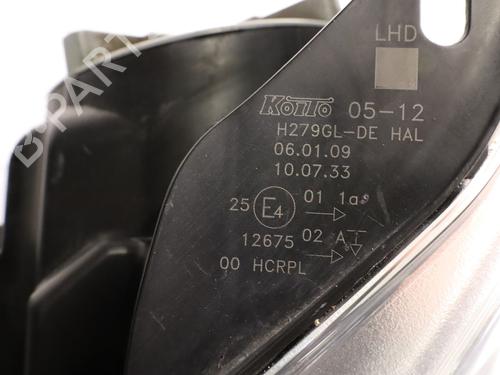 LHD
KOITO 05-12
H279GL-DE HAL
06.01.09
10.07.33
25 E4 01 1a
12675 02 A
00 HCRPL
B-PARTS